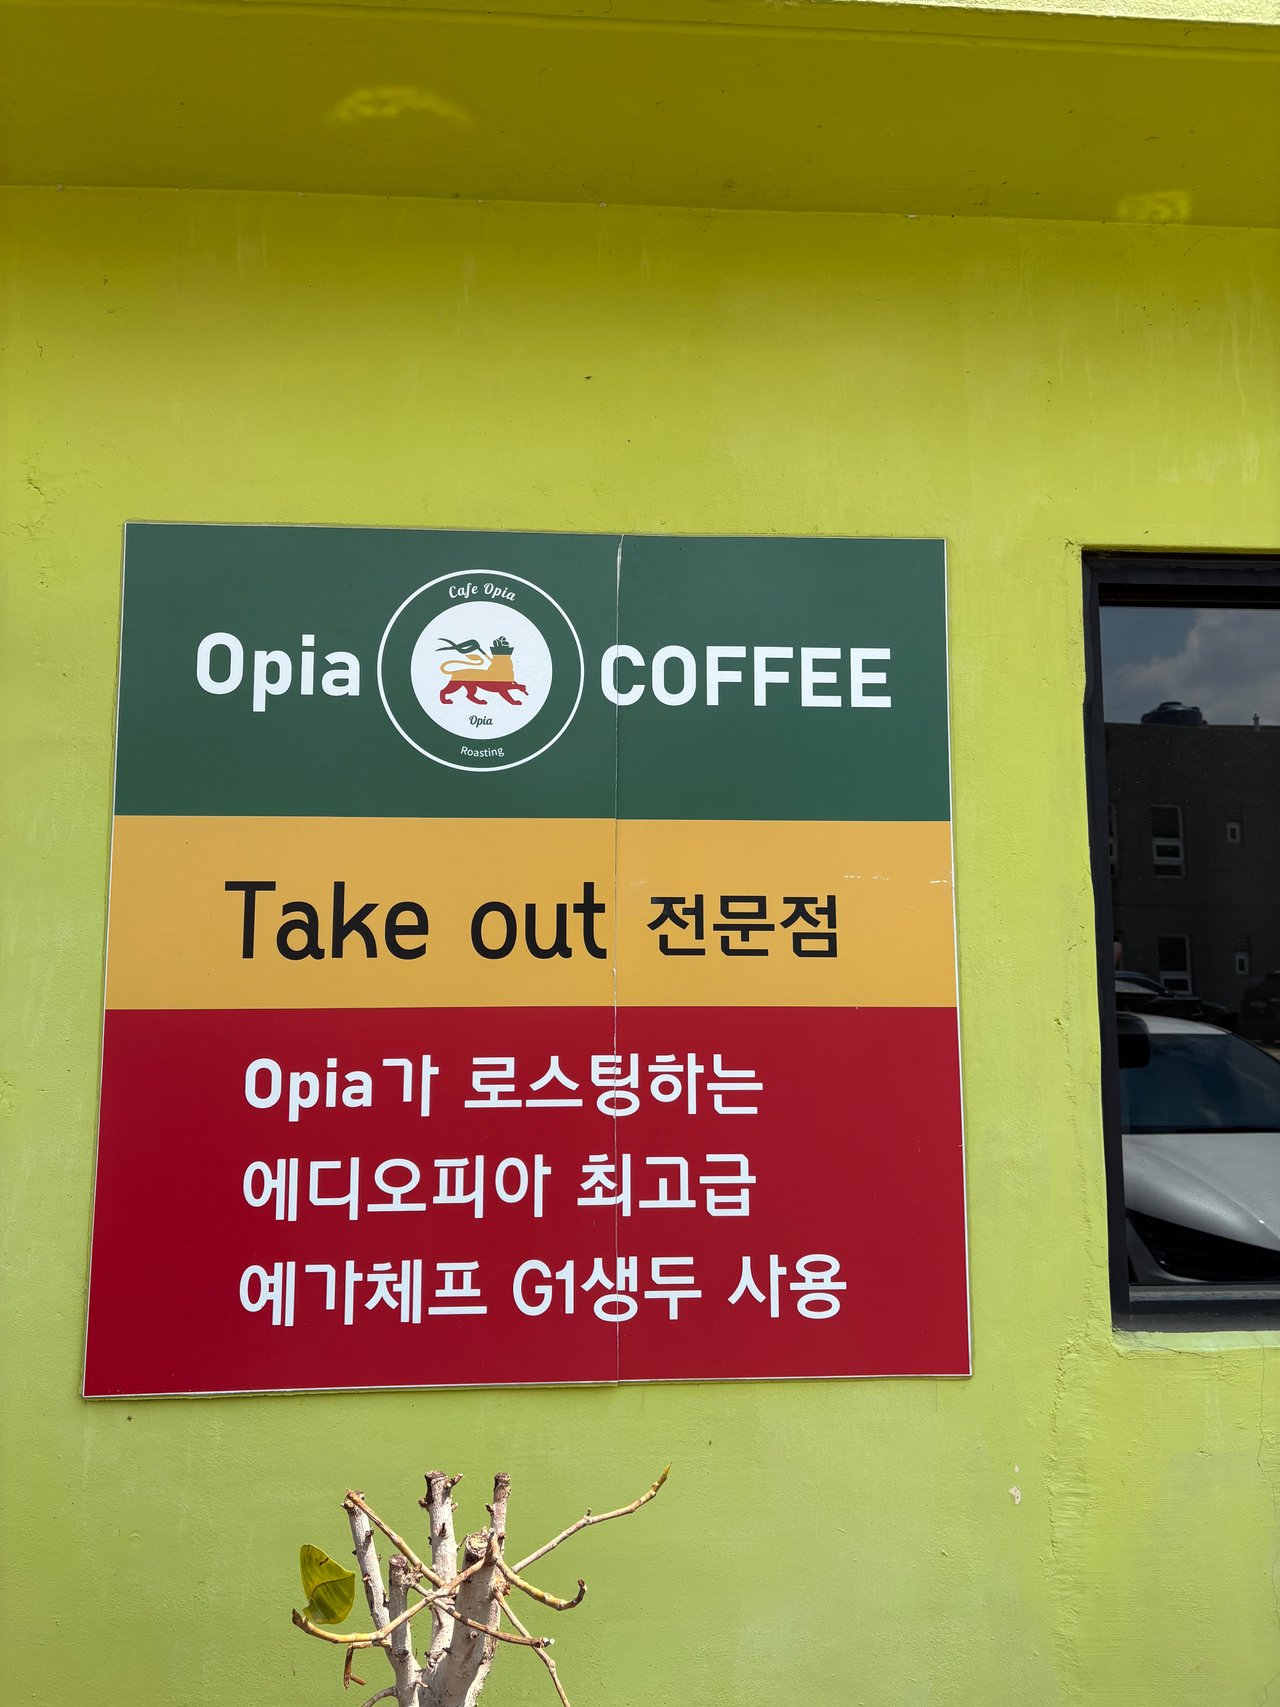 Opia COFFEE
Cafe Opia
Opia
Roasting
Take out 전문점
Opia가 로스팅하는
에디오피아 최고급
예가체프 G1생두 사용